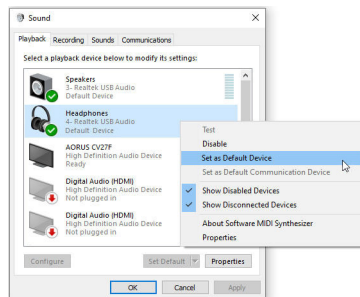 Sound
Playback Recording Sounds Communications
Select a playback device below to modify its settings:
Speakers
3- Realtek USB Audio
Default Device
Headphones
4- Realtek USB Audio
Default Device
AORUS CV27F
High Definition Audio Device
Ready
Digital Audio (HDMI)
High Definition Audio Device
Not plugged in
Digital Audio (HDMI)
High Definition Audio Device
Not plugged in
Configure Set Default Properties
OK Cancel Apply
Test
Disable
Set as Default Device
Set as Default Communication Device
Show Disabled Devices
Show Disconnected Devices
About Software MIDI Synthesizer
Properties